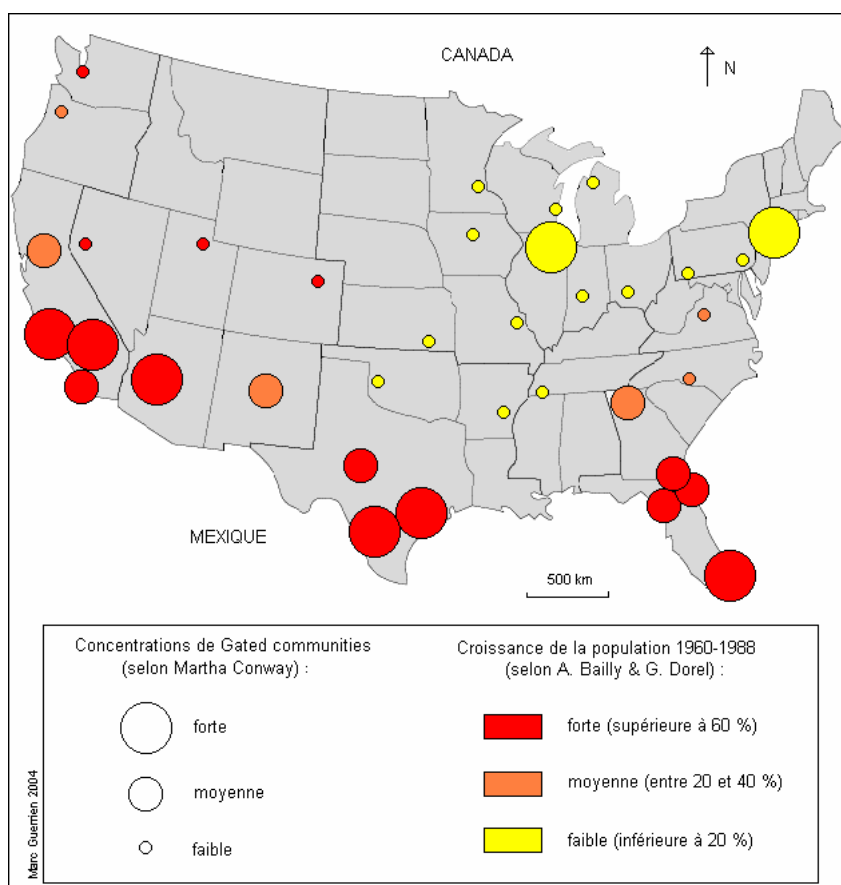 CANADA
N
MEXIQUE
500 km
Concentrations de Gated communities
(selon Martha Conway) :
forte
moyenne
faible
Croissance de la population 1960-1988
(selon A. Bailly & G. Dorel) :
forte (supérieure à 60 %)
moyenne (entre 20 et 40 %)
faible (inférieure à 20 %)
Marc Guerrien 2004